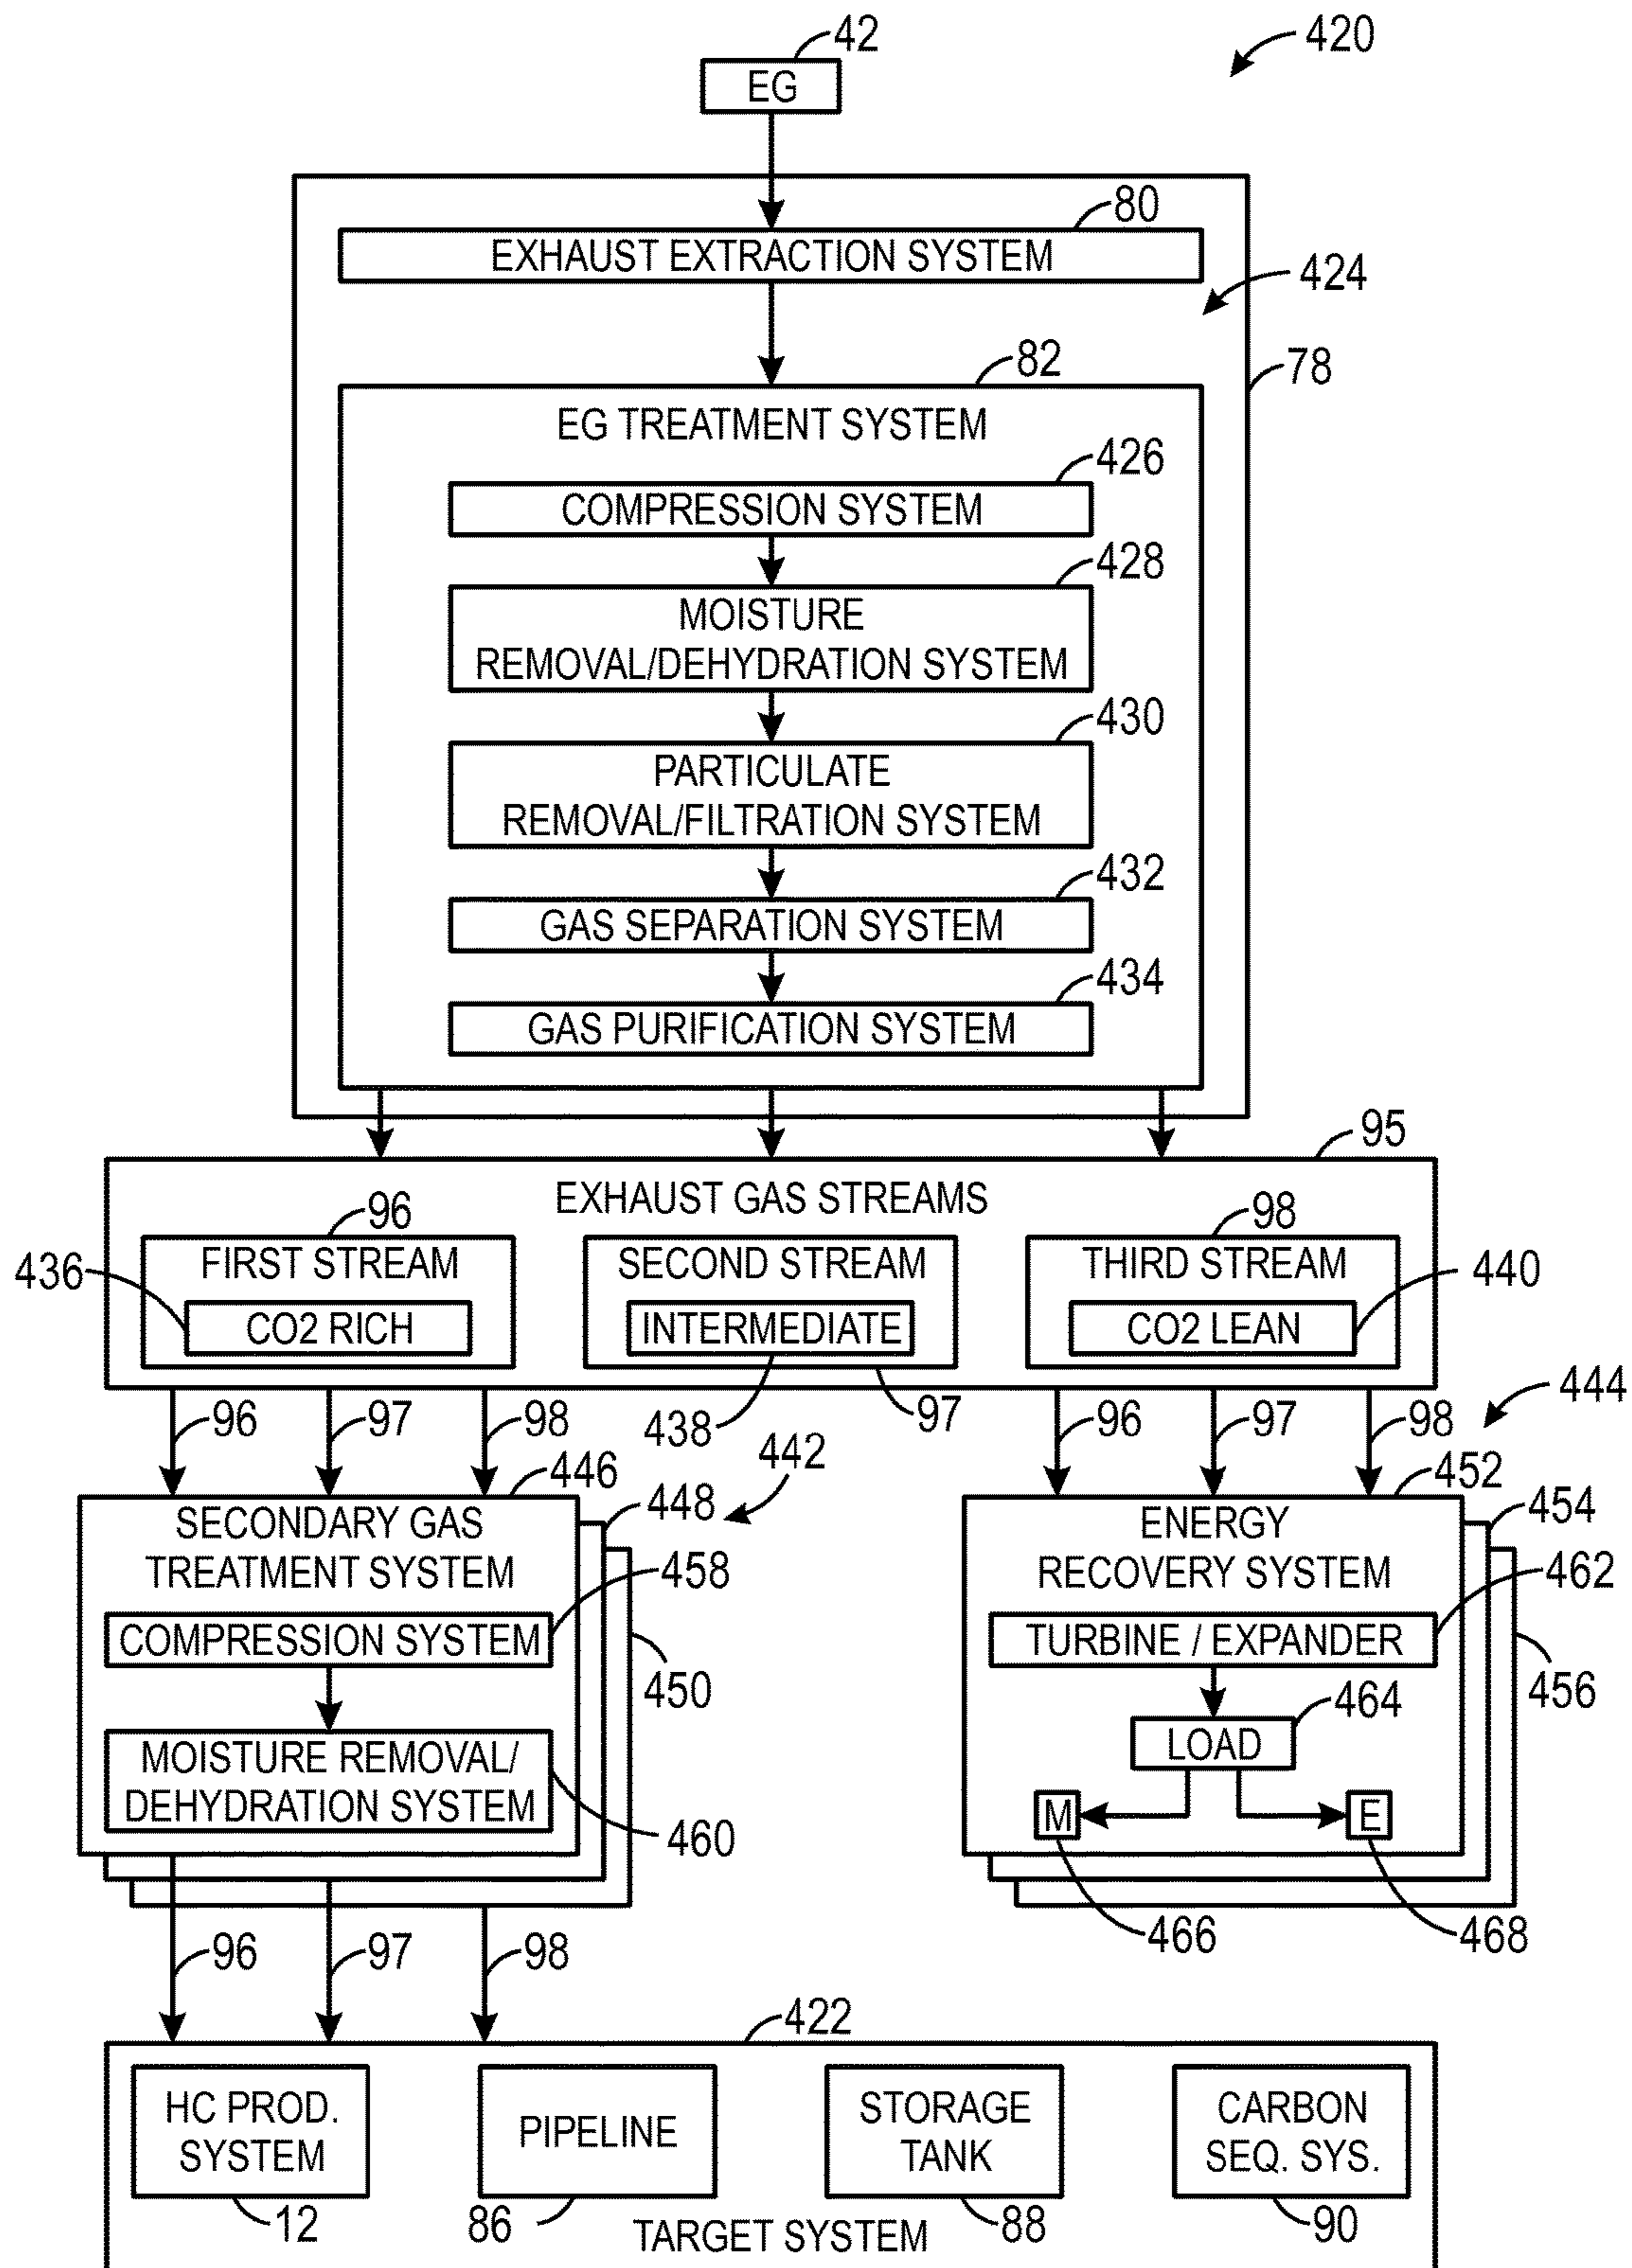 42
420
EG
80
EXHAUST EXTRACTION SYSTEM
424
82
78
EG TREATMENT SYSTEM
426
COMPRESSION SYSTEM
428
MOISTURE
REMOVAL/DEHYDRATION SYSTEM
430
PARTICULATE
REMOVAL/FILTRATION SYSTEM
432
GAS SEPARATION SYSTEM
434
GAS PURIFICATION SYSTEM
95
EXHAUST GAS STREAMS
96
98
FIRST STREAM
SECOND STREAM
THIRD STREAM
436
440
CO2 RICH
INTERMEDIATE
CO2 LEAN
444
96
97
98
438
97
96
97
98
442
446
452
448
454
SECONDARY GAS
TREATMENT SYSTEM
ENERGY
RECOVERY SYSTEM
458
462
COMPRESSION SYSTEM
TURBINE / EXPANDER
450
464
456
LOAD
MOISTURE REMOVAL/
DEHYDRATION SYSTEM
M
E
460
466
468
96
97
98
422
HC PROD.
SYSTEM
PIPELINE
STORAGE
TANK
CARBON
SEQ. SYS.
12
86
88
90
TARGET SYSTEM